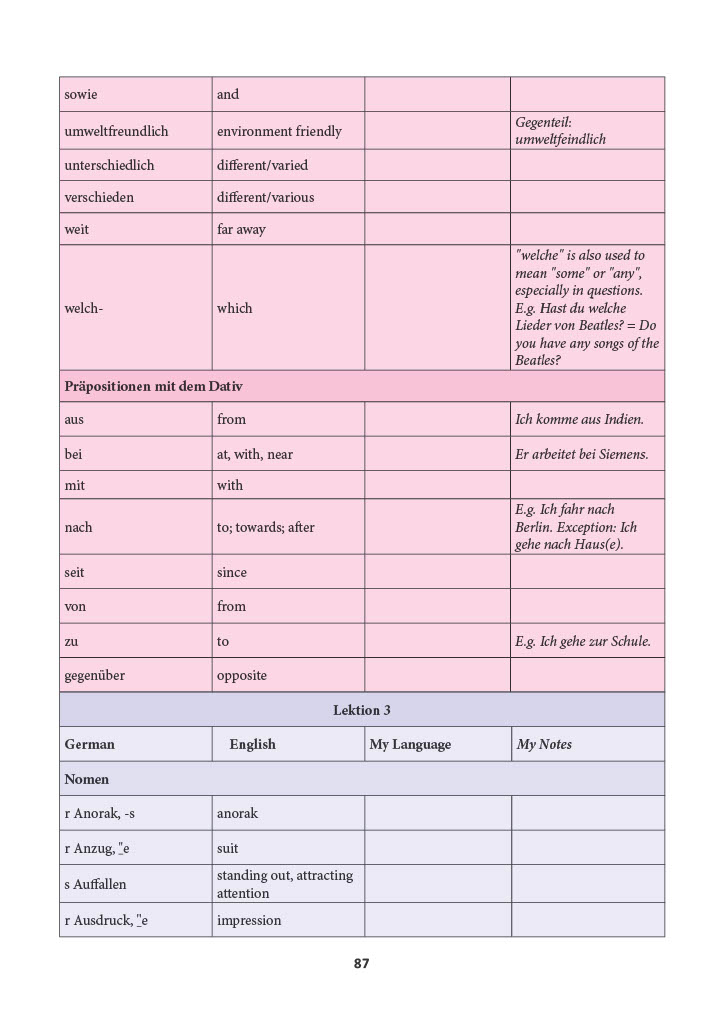 sowie and
umweltfreundlich environment friendly Gegenteil:
umweltfeindlich
unterschiedlich different/varied
verschieden different/various
weit far away
welch- which "welche" is also used to
mean "some" or "any",
especially in questions.
E.g. Hast du welche
Lieder von Beatles? = Do
you have any songs of the
Beatles?
Präpositionen mit dem Dativ
aus from Ich komme aus Indien.
bei at, with, near Er arbeitet bei Siemens.
mit with
nach to; towards; after E.g. Ich fahr nach
Berlin. Exception: Ich
gehe nach Haus(e).
seit since
von from
zu to E.g. Ich gehe zur Schule.
gegenüber opposite
Lektion 3
German English My Language My Notes
Nomen
r Anorak, -s anorak
r Anzug, ¨_e suit
s Auffallen standing out, attracting
attention
r Ausdruck, ¨_e impression
87